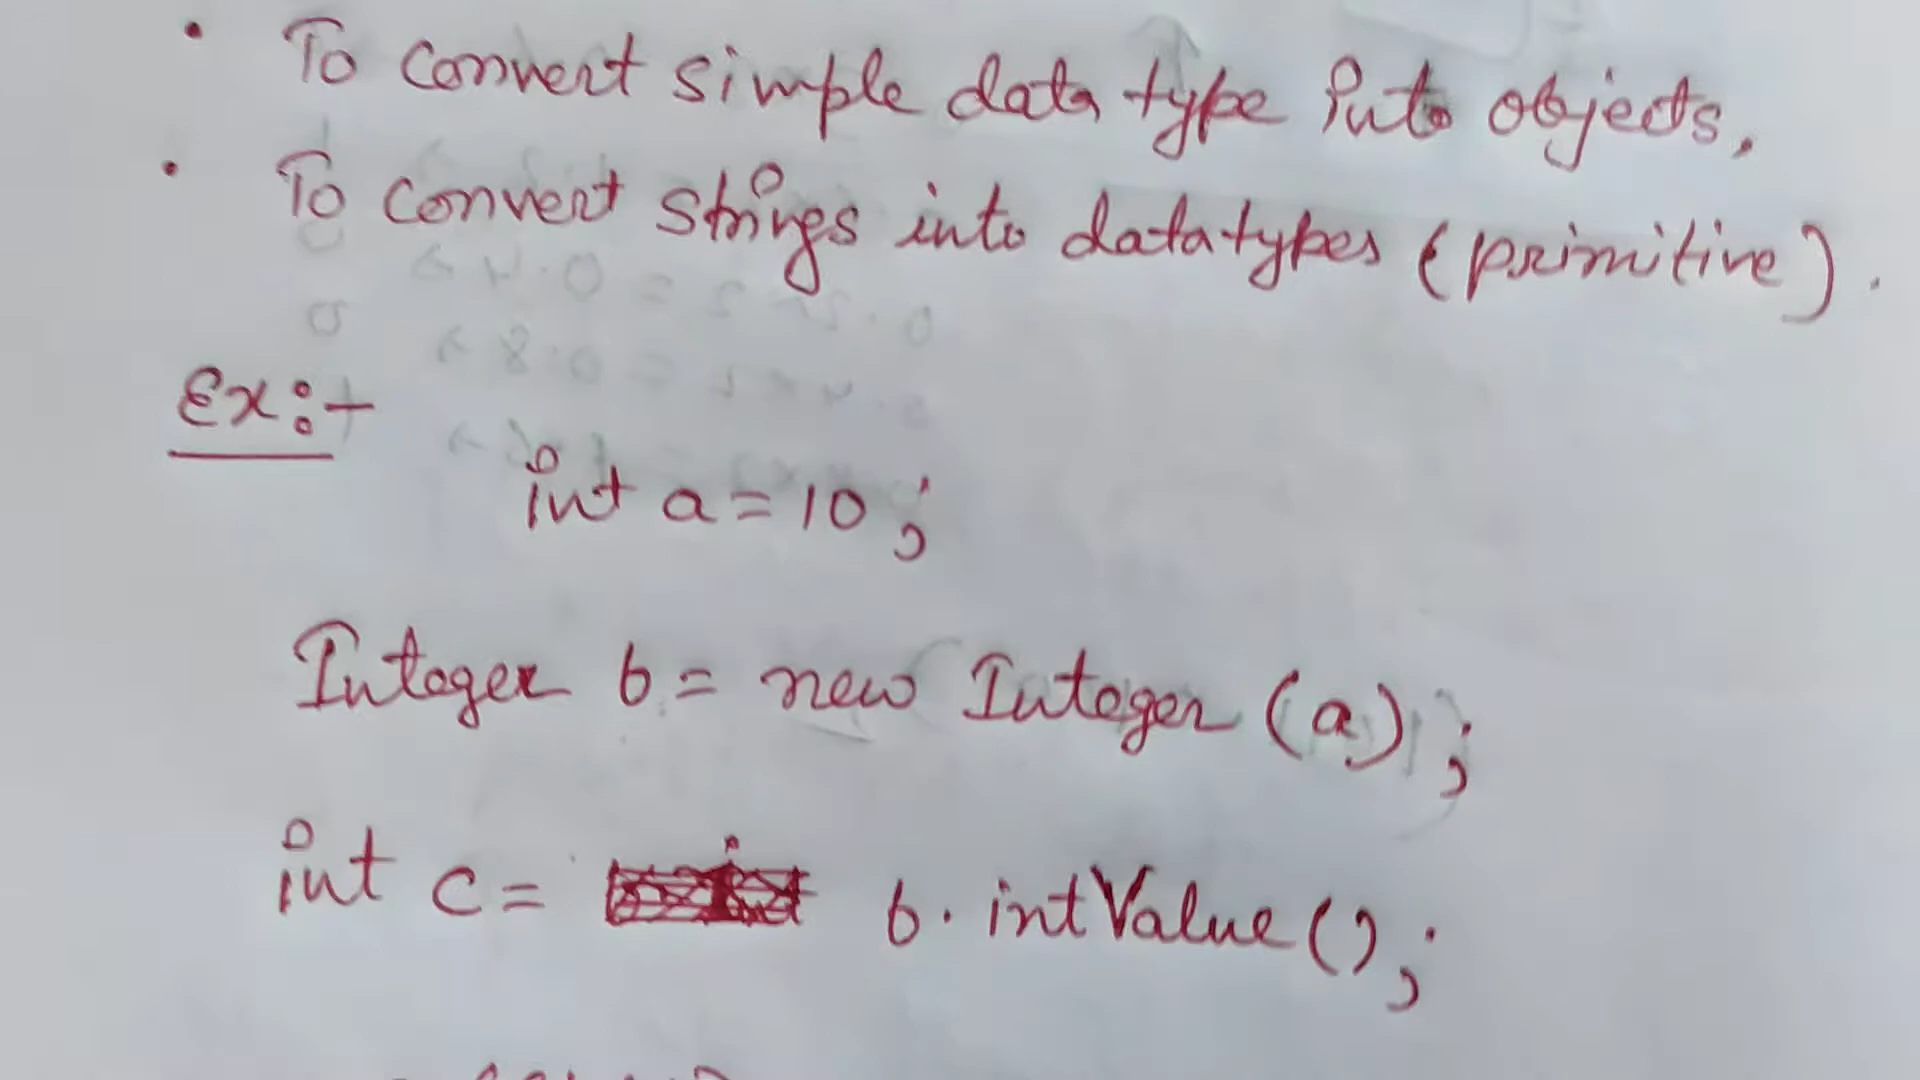 • To convert simple data type into objects.
• To convert strings into datatypes (primitive).
Ex:-
int a = 10;
Integer b = new Integer (a);
int c = b. intValue();